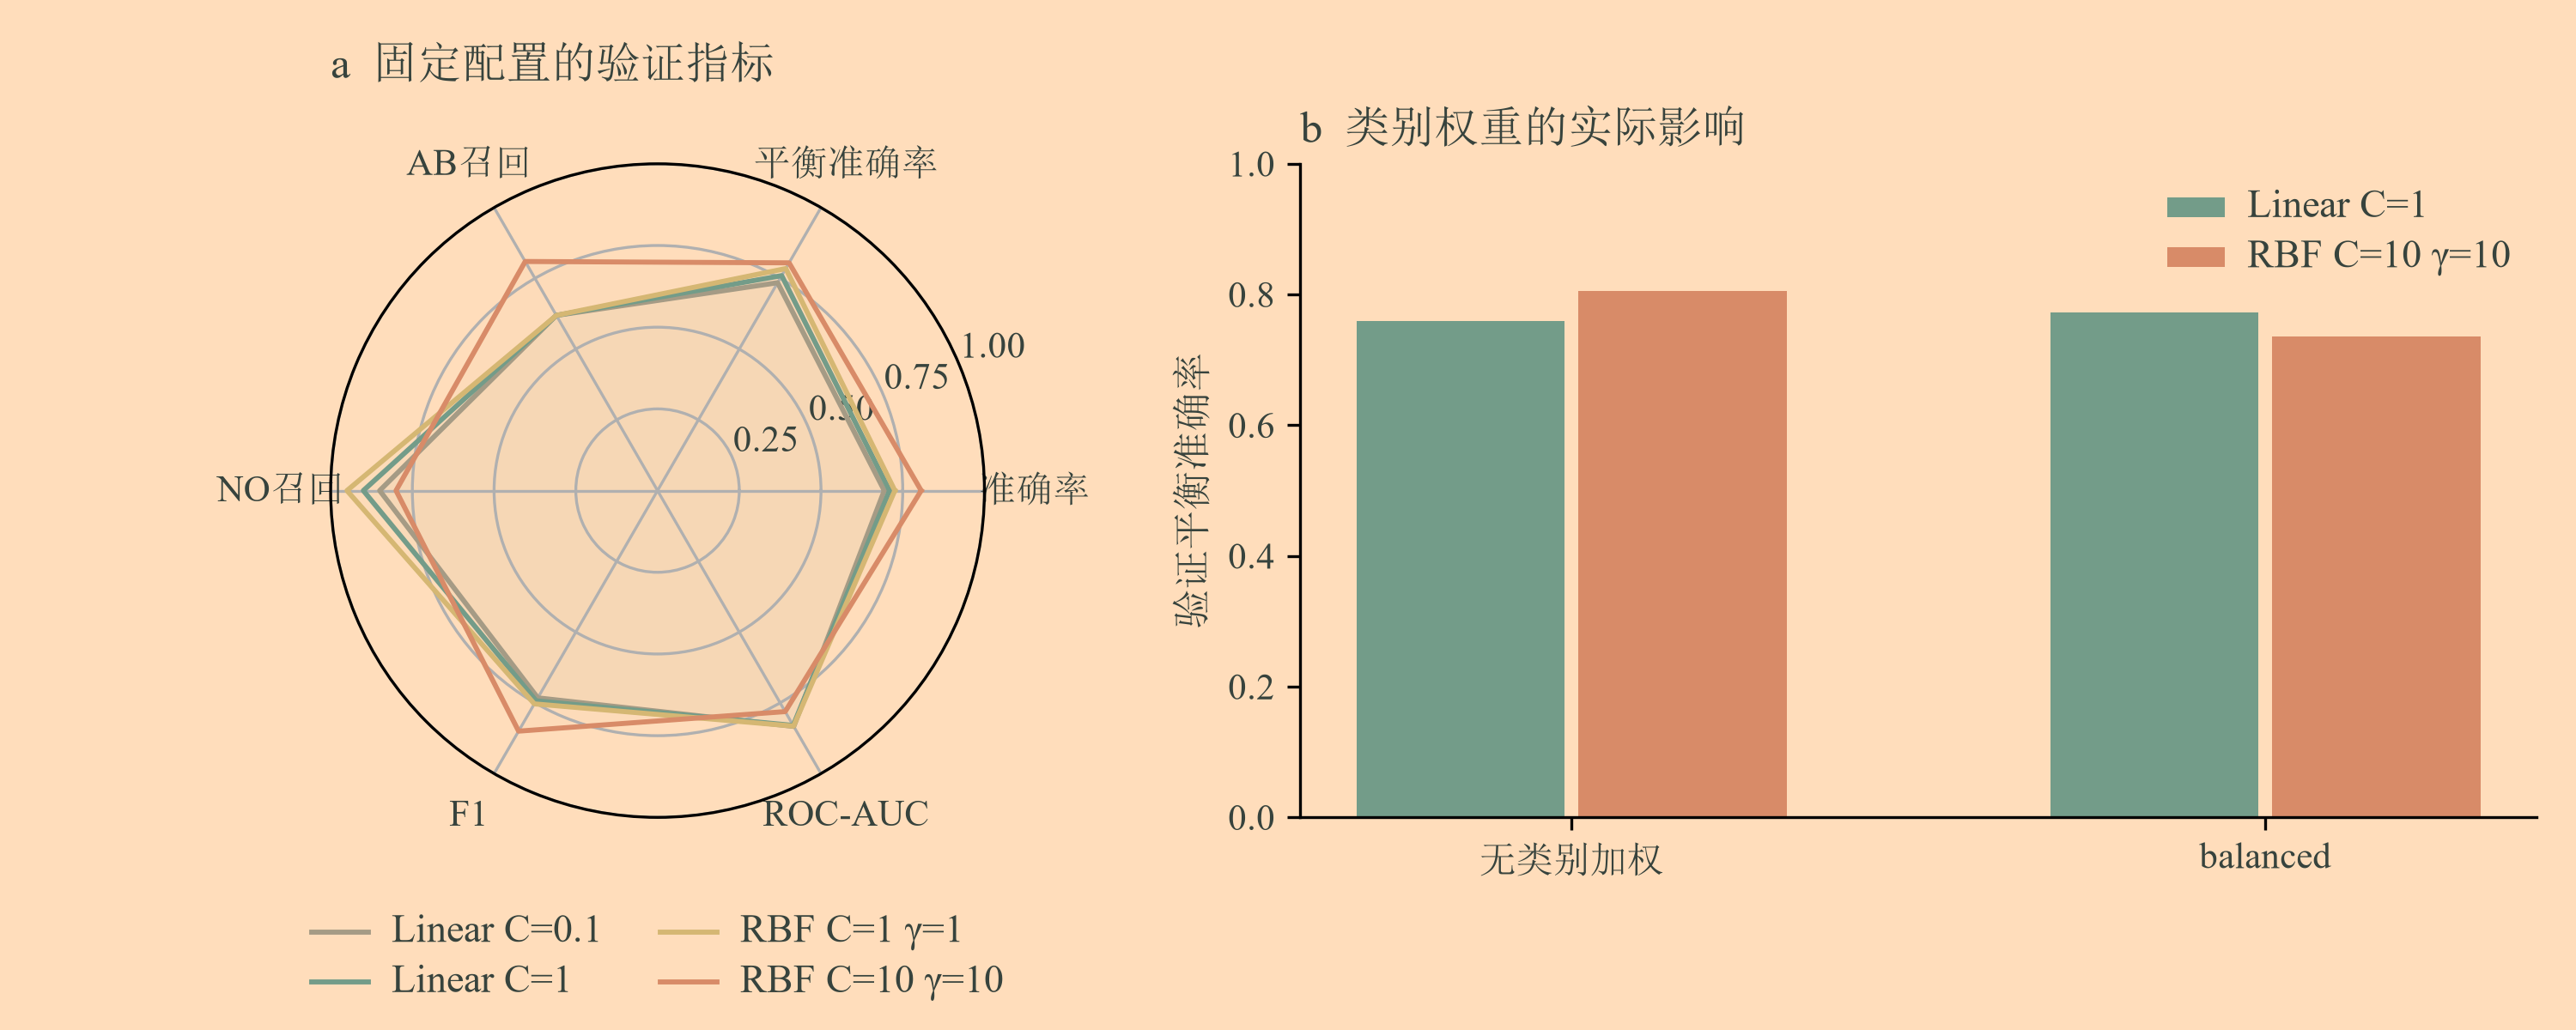 a 固定配置的验证指标
AB召回
平衡准确率
1.00
0.75
0.50
0.25
NO召回
准确率
F1
ROC-AUC
Linear C=0.1
Linear C=1
RBF C=1 γ=1
RBF C=10 γ=10
b 类别权重的实际影响
验证平衡准确率
1.0
0.8
0.6
0.4
0.2
0.0
Linear C=1
RBF C=10 γ=10
无类别加权
balanced